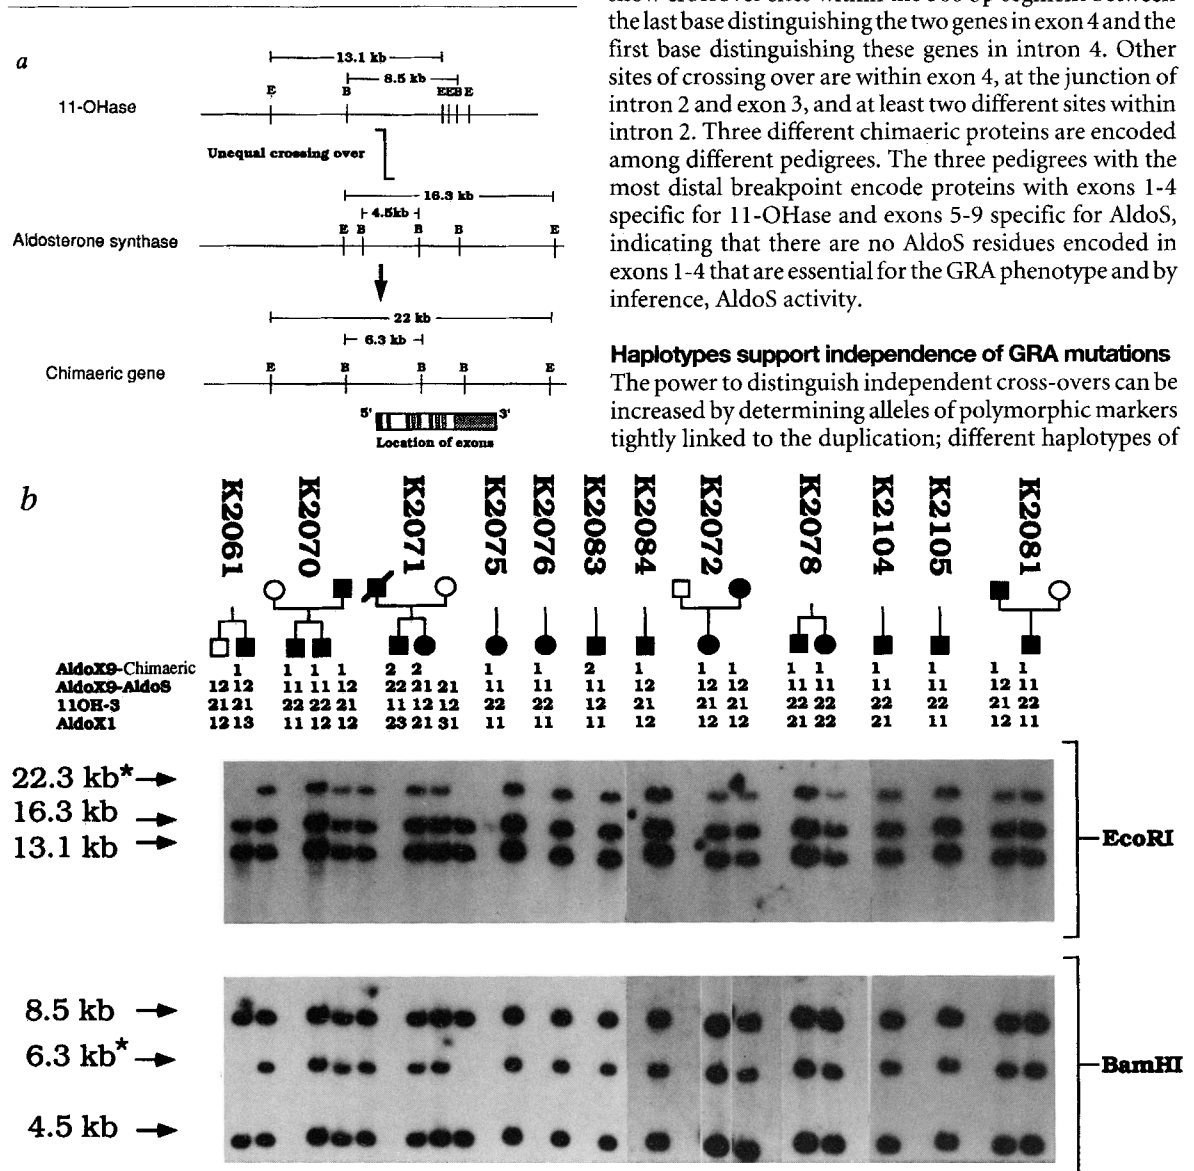 the last base distinguishing the two genes in exon 4 and the
first base distinguishing these genes in intron 4. Other
sites of crossing over are within exon 4, at the junction of
intron 2 and exon 3, and at least two different sites within
intron 2. Three different chimaeric proteins are encoded
among different pedigrees. The three pedigrees with the
most distal breakpoint encode proteins with exons 1-4
specific for 11-OHase and exons 5-9 specific for AldoS,
indicating that there are no AldoS residues encoded in
exons 1-4 that are essential for the GRA phenotype and by
inference, AldoS activity.
Haplotypes support independence of GRA mutations
The power to distinguish independent cross-overs can be
increased by determining alleles of polymorphic markers
tightly linked to the duplication; different haplotypes of
a
13.1 kb
8.5 kb
E B EEBE
11-OHase
Unequal crossing over
16.3 kb
4.5kb
E B B B E
Aldosterone synthase
22 kb
6.3 kb
E B B B E
Chimaeric gene
5' 3'
Location of exons
b
K2061 K2070 K2071 K2075 K2076 K2083 K2084 K2072 K2078 K2104 K2105 K2081
AldoX9-Chimaeric 1 1 1 1 2 2 1 1 2 1 1 1 1 1 1 1 1 1
AldoX9-AldoS 12 12 11 11 12 22 21 21 11 11 11 12 12 12 11 11 11 11 12 11
11OH-3 21 21 22 22 21 11 12 12 22 22 12 21 21 21 22 22 22 22 21 22
AldoX1 12 13 11 12 12 23 21 31 11 11 11 12 12 12 21 22 21 11 12 11
22.3 kb*
16.3 kb
13.1 kb
EcoRI
8.5 kb
6.3 kb*
4.5 kb
BamHI